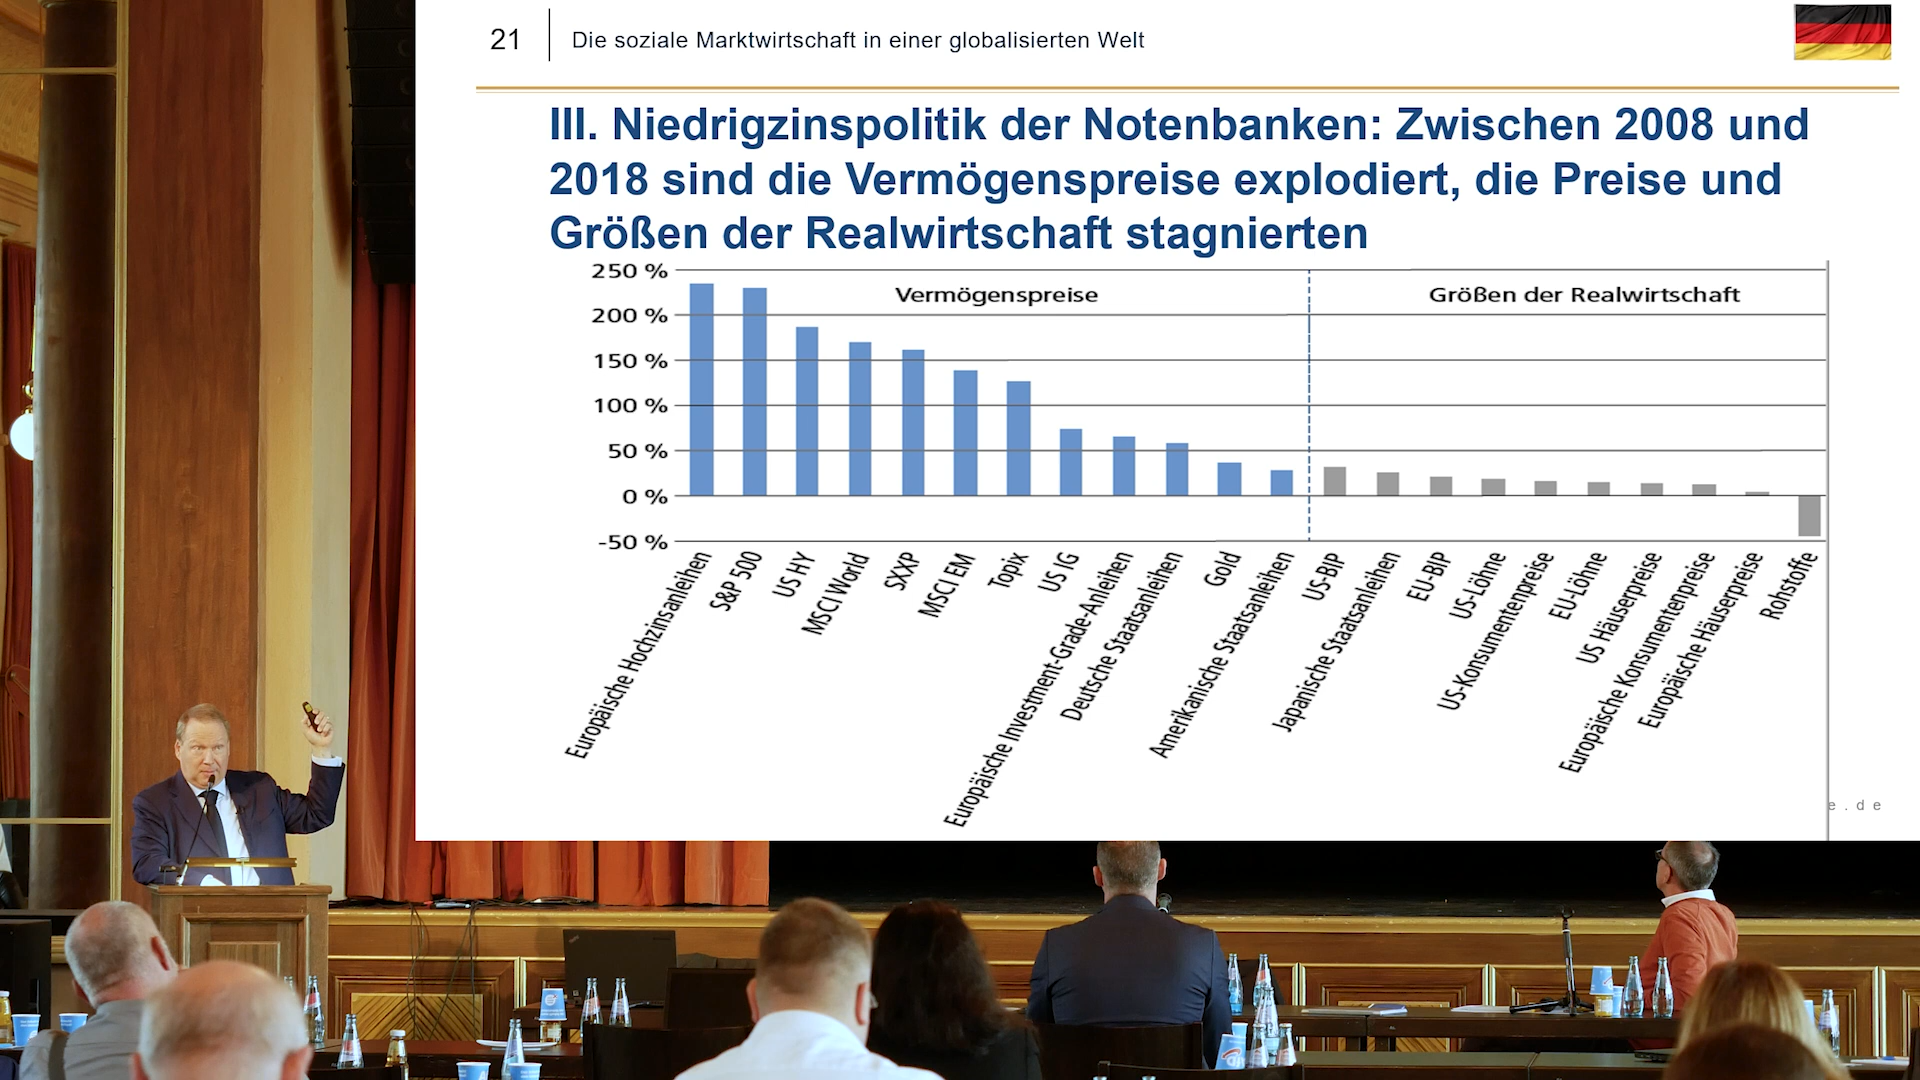 21
Die soziale Marktwirtschaft in einer globalisierten Welt
III. Niedrigzinspolitik der Notenbanken: Zwischen 2008 und
2018 sind die Vermögenspreise explodiert, die Preise und
Größen der Realwirtschaft stagnierten
Vermögenspreise
Größen der Realwirtschaft
250 %
200 %
150 %
100 %
50 %
0 %
-50 %
Europäische Hochzinsanleihen
S&P 500
US HY
MSCI World
SXXP
MSCI EM
Topix
US IG
Europäische Investment-Grade-Anleihen
Deutsche Staatsanleihen
Gold
Amerikanische Staatsanleihen
US-BIP
Japanische Staatsanleihen
EU-BIP
US-Löhne
US-Konsumentenpreise
EU-Löhne
US Häuserpreise
Europäische Konsumentenpreise
Europäische Häuserpreise
Rohstoffe
e . d e